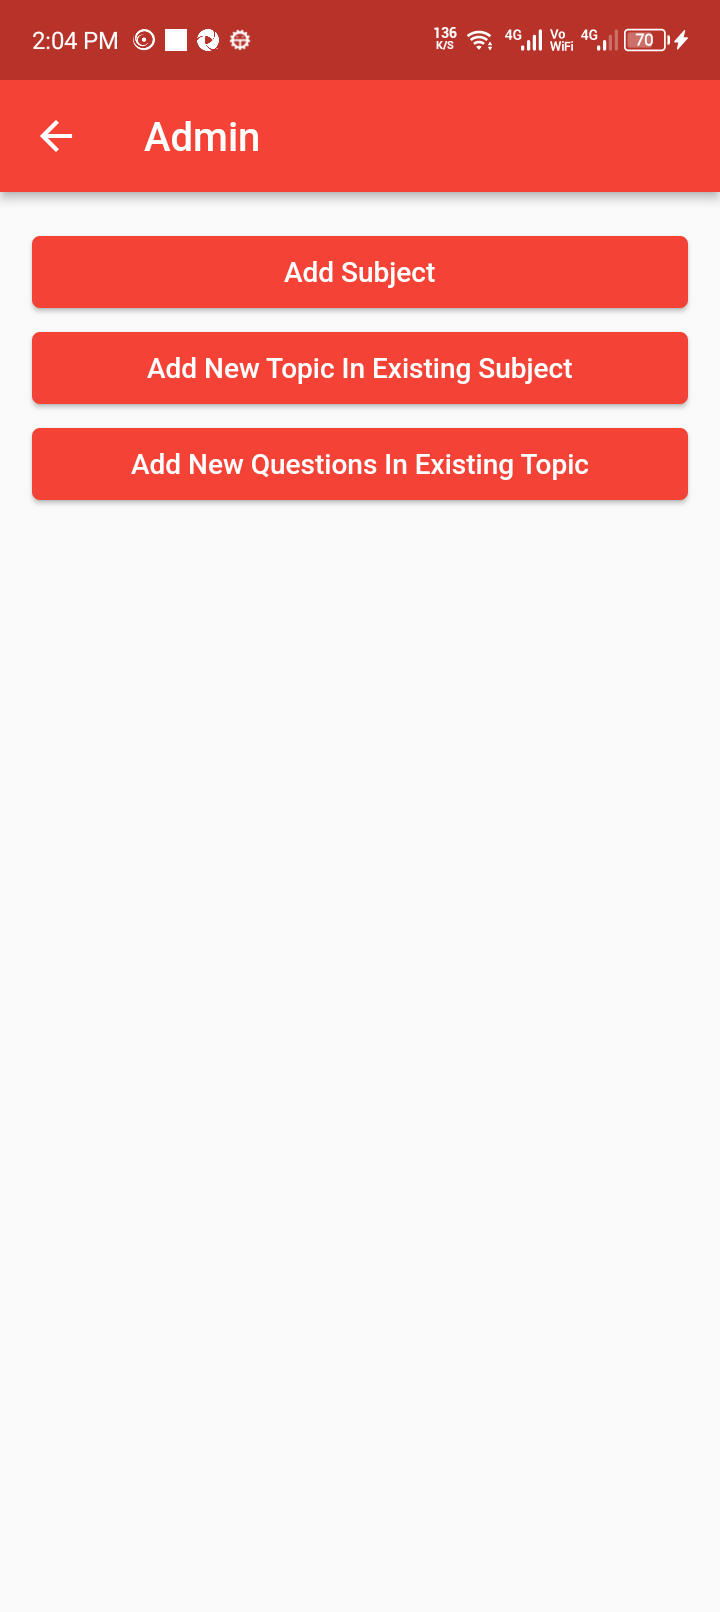 2:04 PM 136 K/S 4G Vo WiFi 4G 70
Admin
Add Subject
Add New Topic In Existing Subject
Add New Questions In Existing Topic